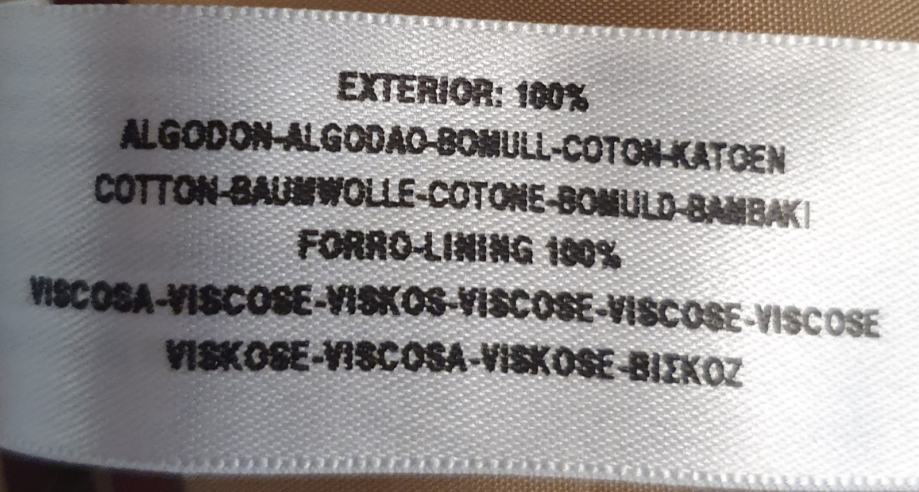 EXTERIOR: 100%
ALGODON-ALGODAO-BOMULL-COTON-KATOEN
COTTON-BAUMWOLLE-COTONE-BOMULD-BAMBAKI
FORRO-LINING 100%
VISCOSA-VISCOSE-VISKOS-VISCOSE-VISCOSE-VISCOSE
VISKOSE-VISCOSA-VISKOSE-ΒΙΣΚΟΖ